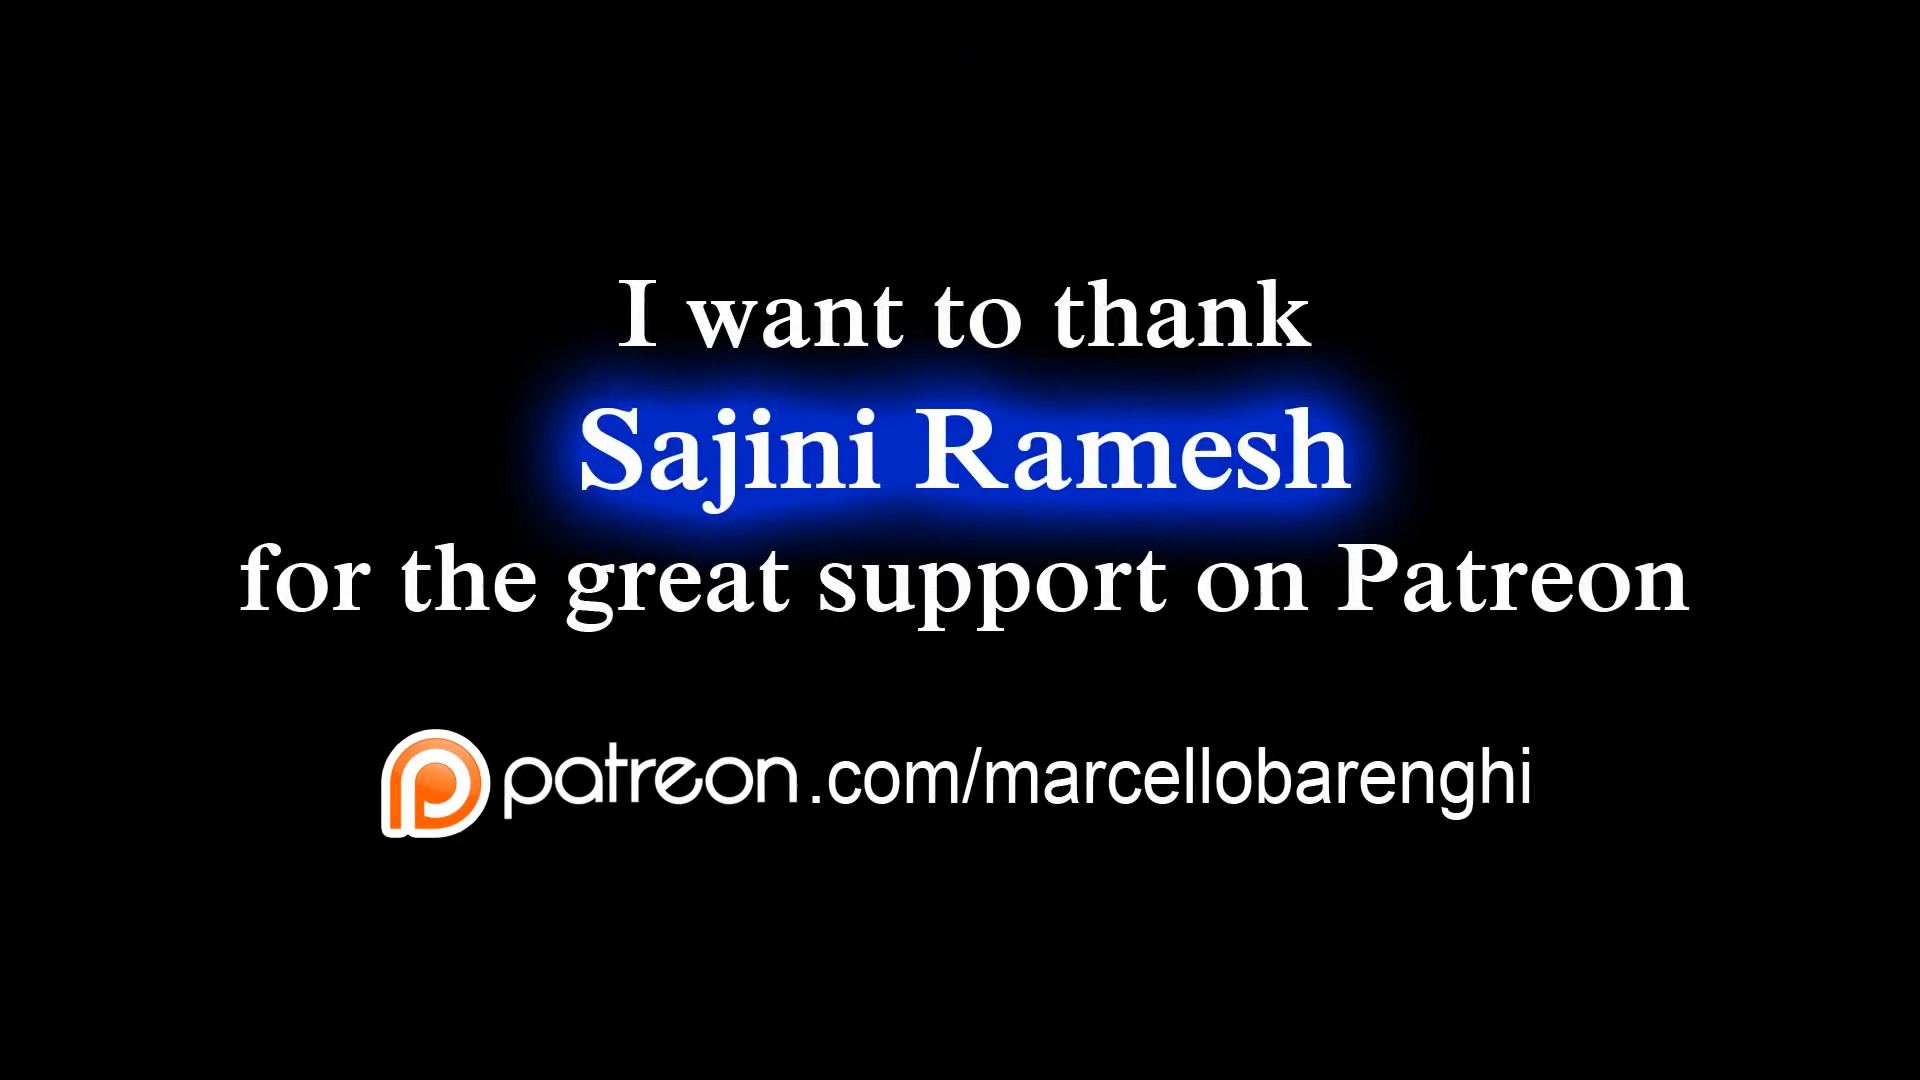 I want to thank
Sajini Ramesh
for the great support on Patreon
patreon.com/marcellobarenghi